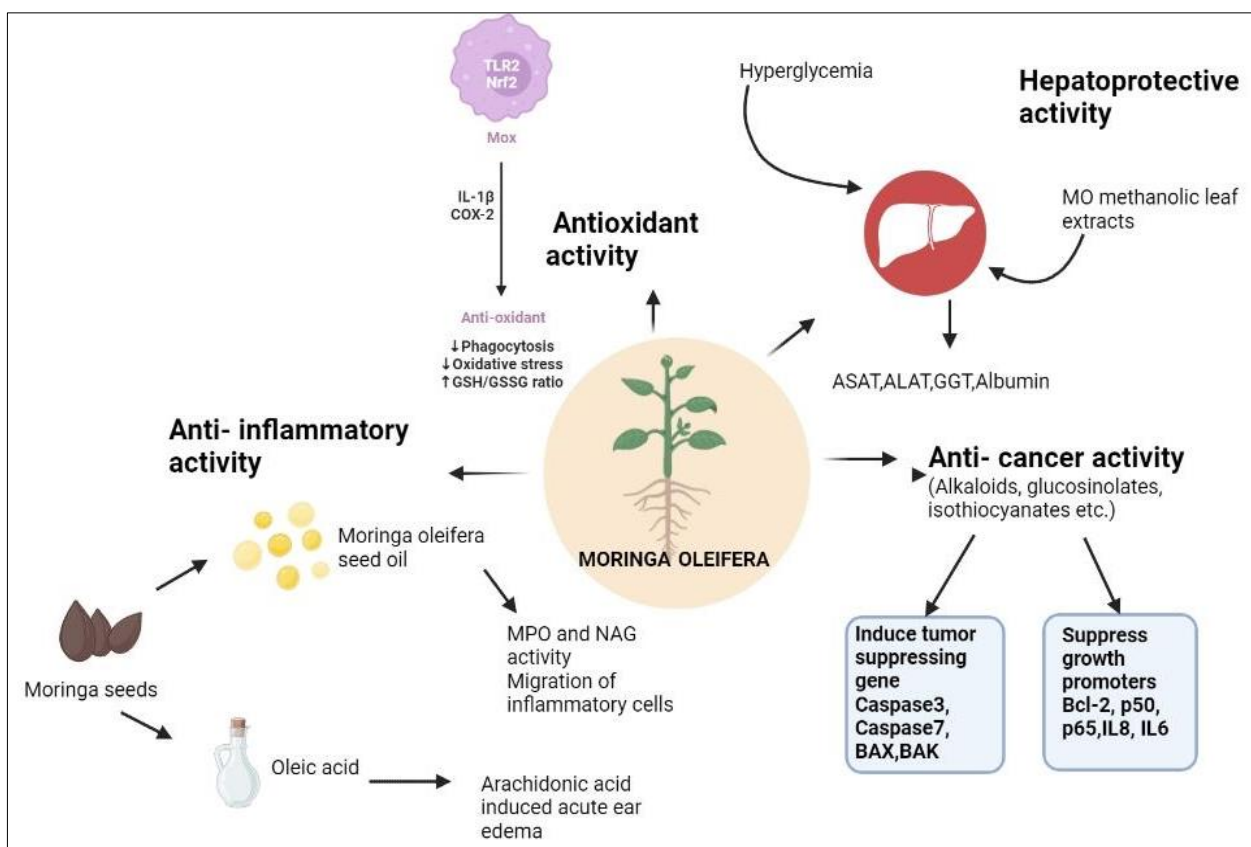 TLR2
Nrf2
Mox
IL-1β
COX-2
Anti-oxidant
↓Phagocytosis
↓Oxidative stress
↑GSH/GSSG ratio
Antioxidant
activity
Hyperglycemia
Hepatoprotective
activity
MO methanolic leaf
extracts
ASAT,ALAT,GGT,Albumin
Anti- inflammatory
activity
Moringa oleifera
seed oil
Moringa seeds
MPO and NAG
activity
Migration of
inflammatory cells
Oleic acid
Arachidonic acid
induced acute ear
edema
MORINGA OLEIFERA
Anti- cancer activity
(Alkaloids, glucosinolates,
isothiocyanates etc.)
Induce tumor
suppressing
gene
Caspase3,
Caspase7,
BAX,BAK
Suppress
growth
promoters
Bcl-2, p50,
p65,IL8, IL6